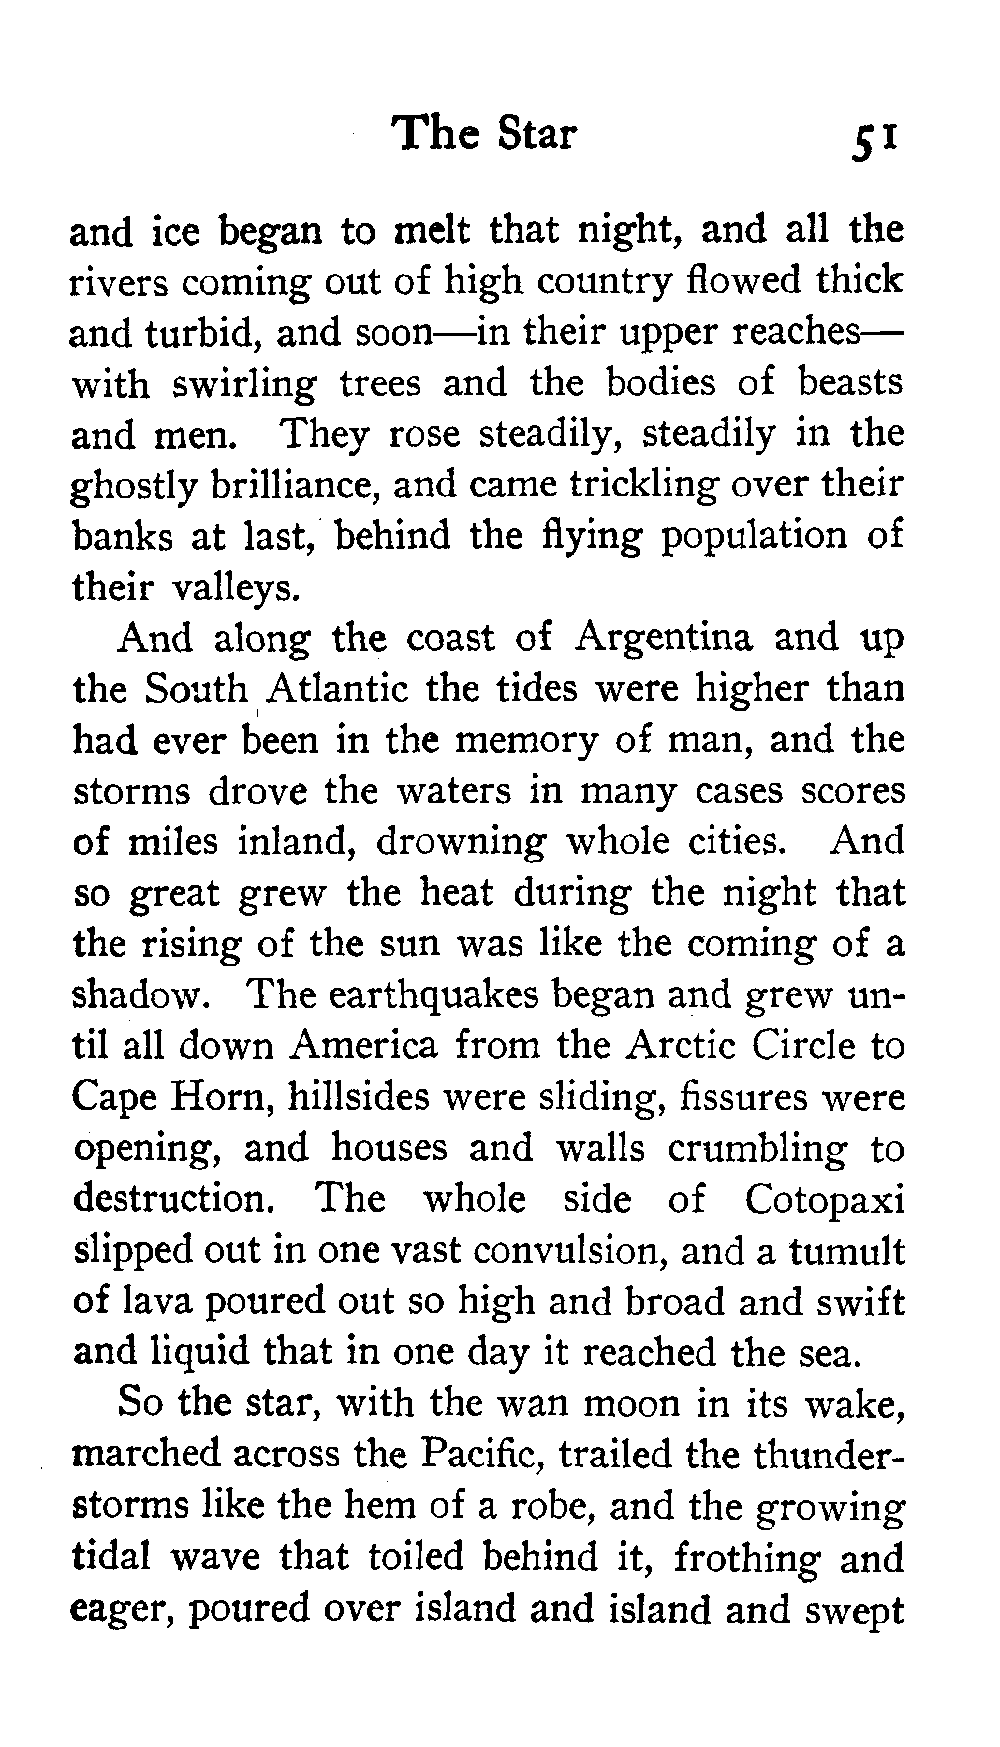 The Star 51
and ice began to melt that night, and all the
rivers coming out of high country flowed thick
and turbid, and soon—in their upper reaches—
with swirling trees and the bodies of beasts
and men. They rose steadily, steadily in the
ghostly brilliance, and came trickling over their
banks at last, behind the flying population of
their valleys.
And along the coast of Argentina and up
the South Atlantic the tides were higher than
had ever been in the memory of man, and the
storms drove the waters in many cases scores
of miles inland, drowning whole cities. And
so great grew the heat during the night that
the rising of the sun was like the coming of a
shadow. The earthquakes began and grew un-
til all down America from the Arctic Circle to
Cape Horn, hillsides were sliding, fissures were
opening, and houses and walls crumbling to
destruction. The whole side of Cotopaxi
slipped out in one vast convulsion, and a tumult
of lava poured out so high and broad and swift
and liquid that in one day it reached the sea.
So the star, with the wan moon in its wake,
marched across the Pacific, trailed the thunder-
storms like the hem of a robe, and the growing
tidal wave that toiled behind it, frothing and
eager, poured over island and island and swept